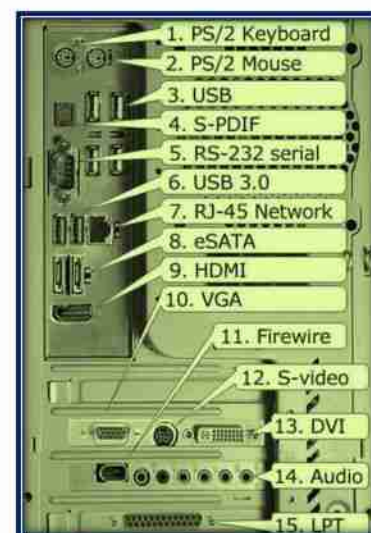 1. PS/2 Keyboard
2. PS/2 Mouse
3. USB
4. S-PDIF
5. RS-232 serial
6. USB 3.0
7. RJ-45 Network
8. eSATA
9. HDMI
10. VGA
11. Firewire
12. S-video
13. DVI
14. Audio
15. LPT